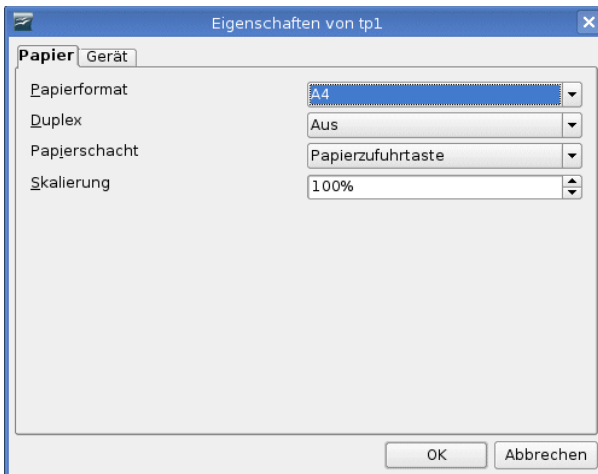 Eigenschaften von tp1
Papier Gerät
Papierformat A4
Duplex Aus
Papierschacht Papierzufuhrtaste
Skalierung 100%
OK Abbrechen